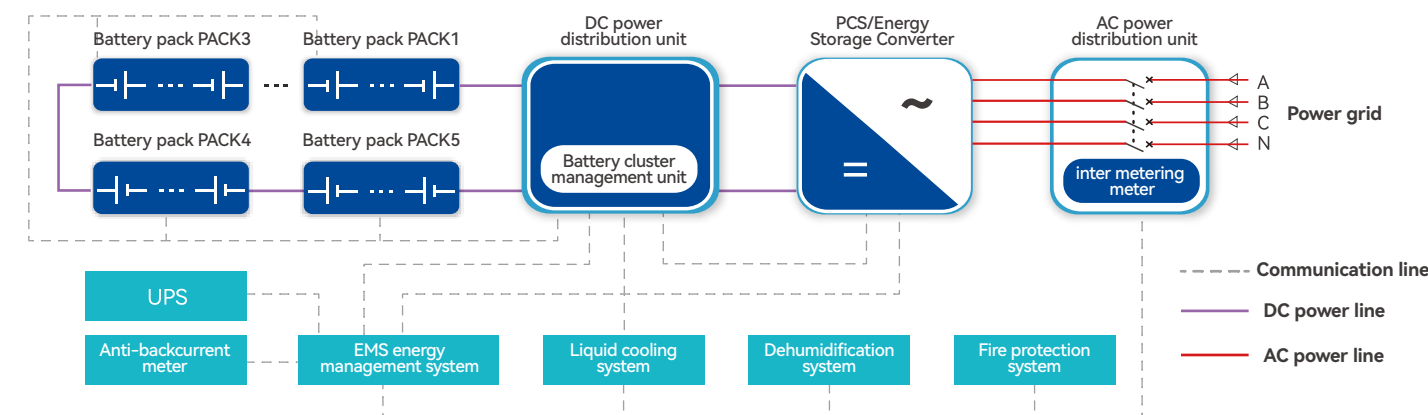 DC power
distribution unit
PCS/Energy
Storage Converter
AC power
distribution unit
Battery pack PACK3
Battery pack PACK1
A
B
C
N
Power grid
Battery pack PACK4
Battery pack PACK5
Battery cluster
management unit
~
=
inter metering
meter
Communication line
DC power line
AC power line
UPS
Anti-backcurrent
meter
EMS energy
management system
Liquid cooling
system
Dehumidification
system
Fire protection
system